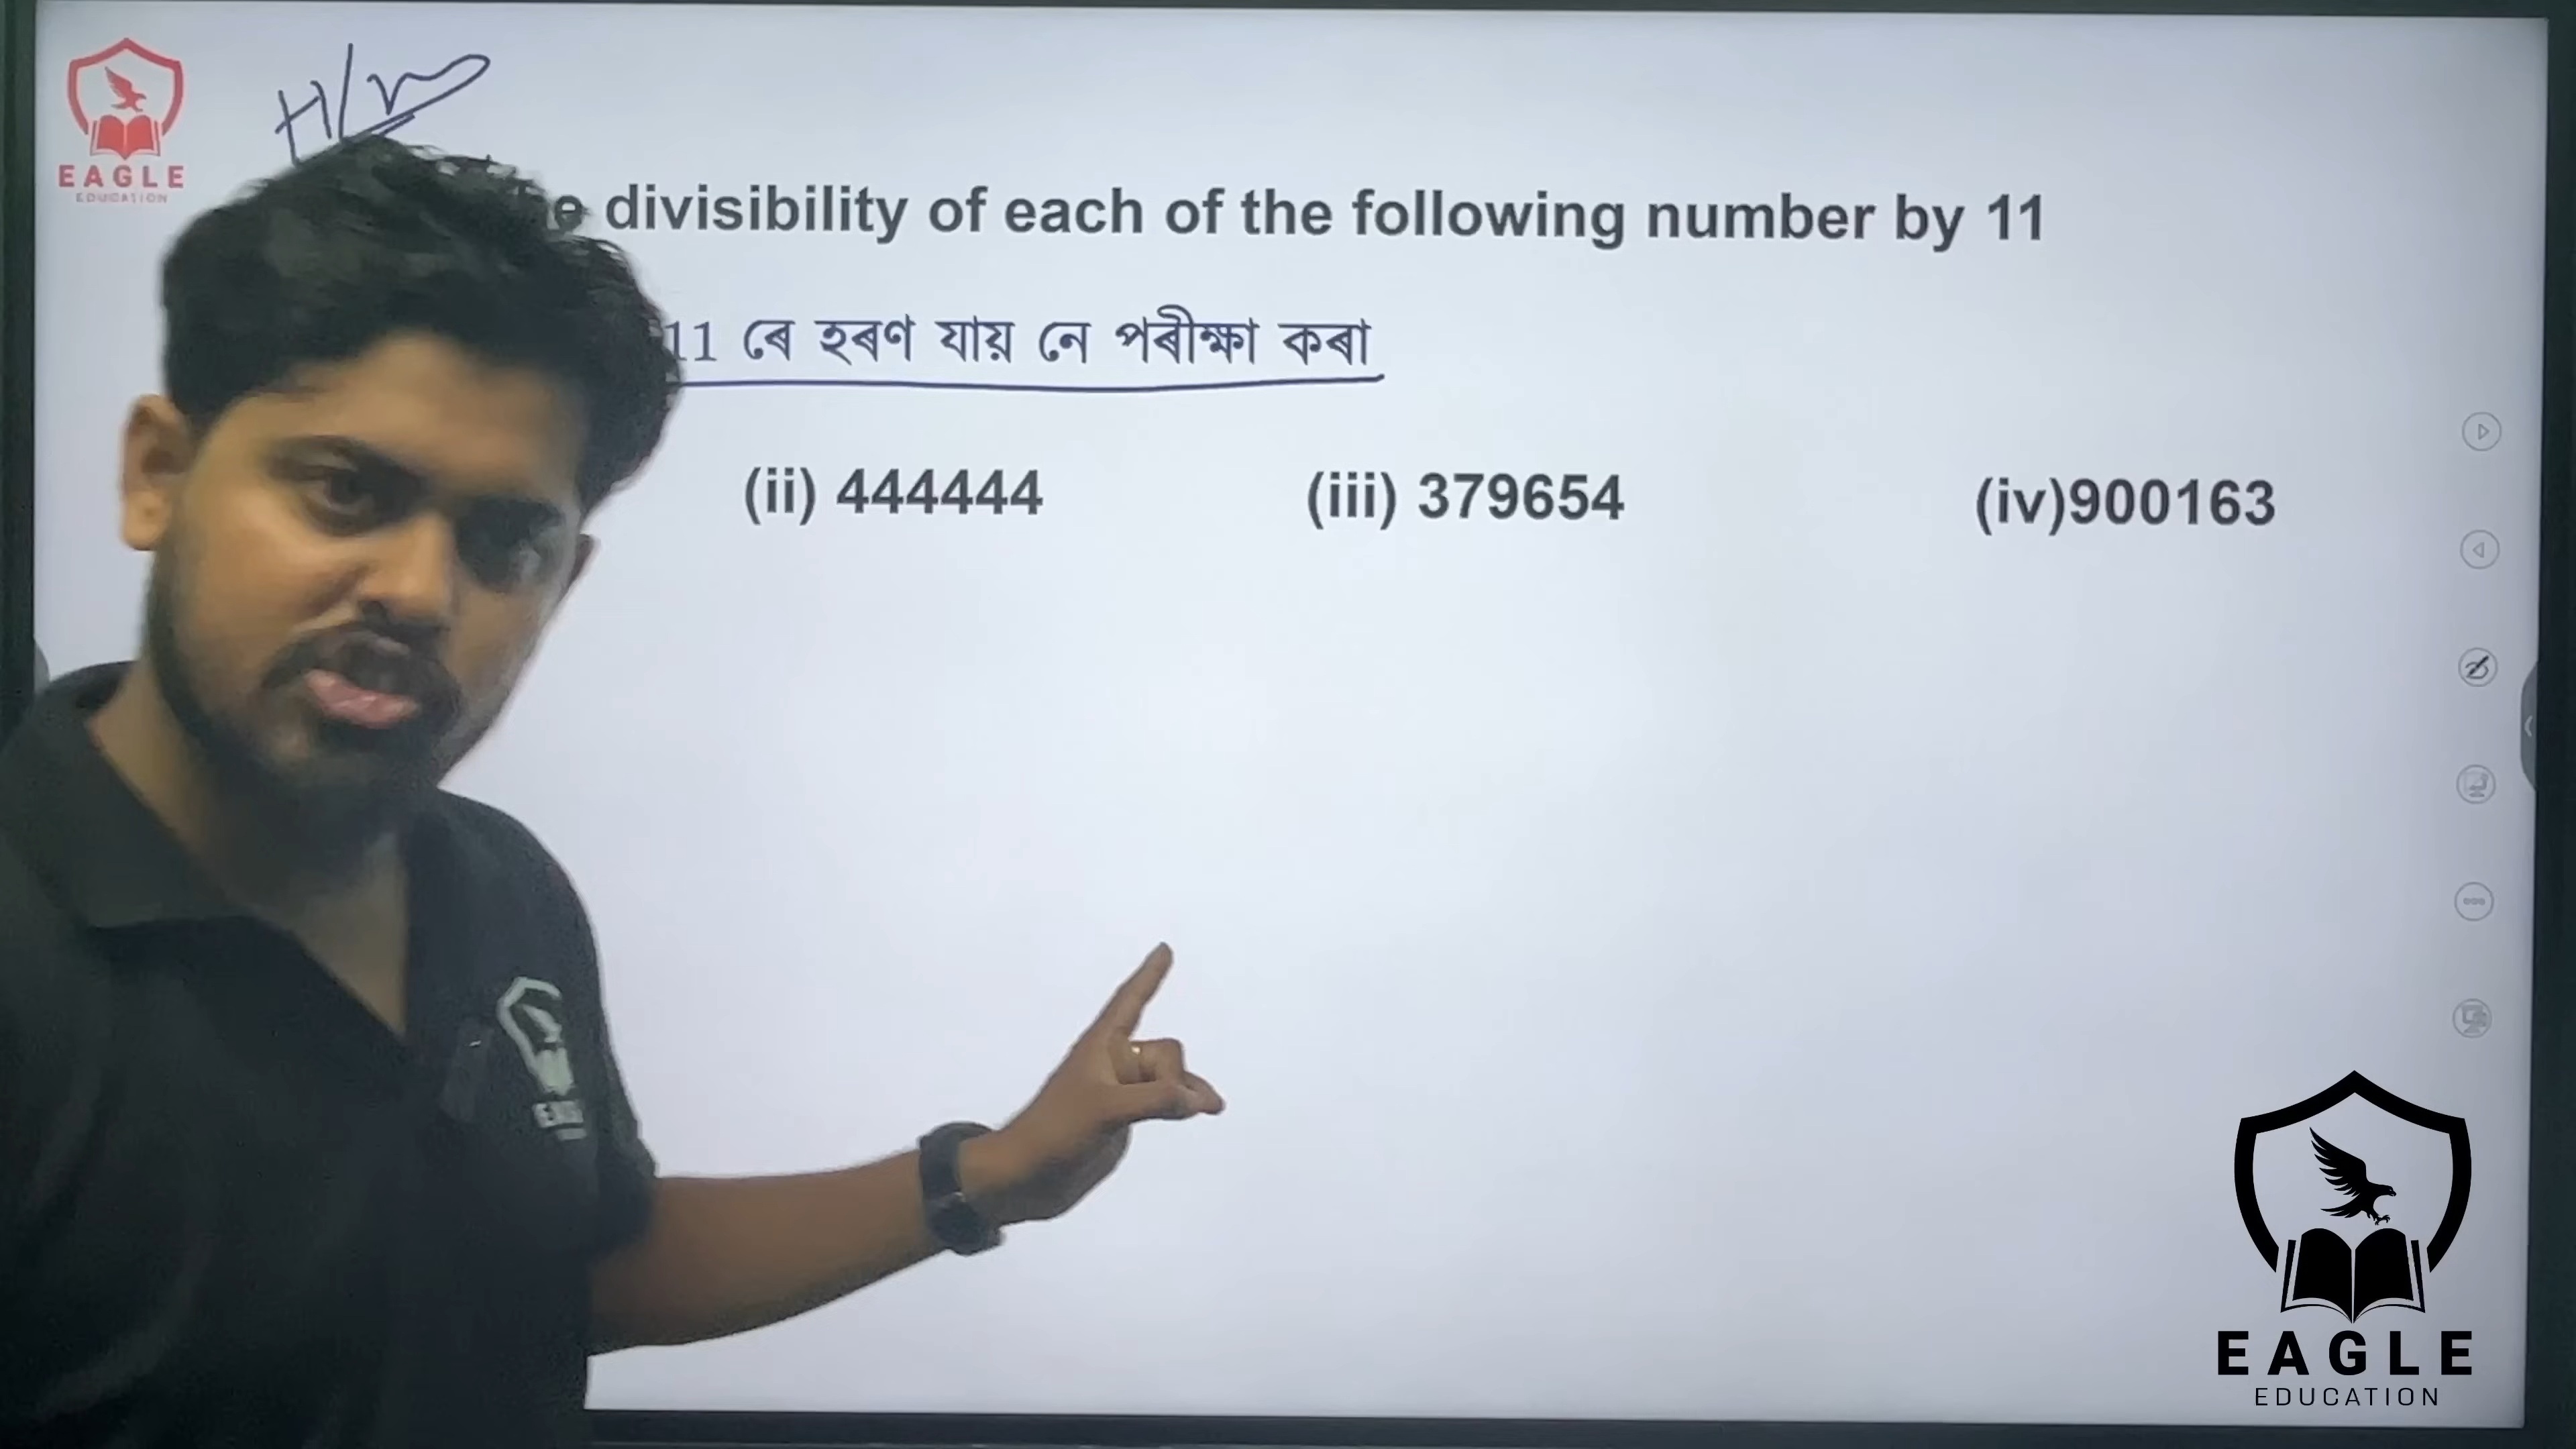 EAGLE
EDUCATION
H/W
he divisibility of each of the following number by 11
11 ৰে হৰণ যায় নে পৰীক্ষা কৰা
(ii) 444444 (iii) 379654 (iv)900163
EAGLE
EDUCATION